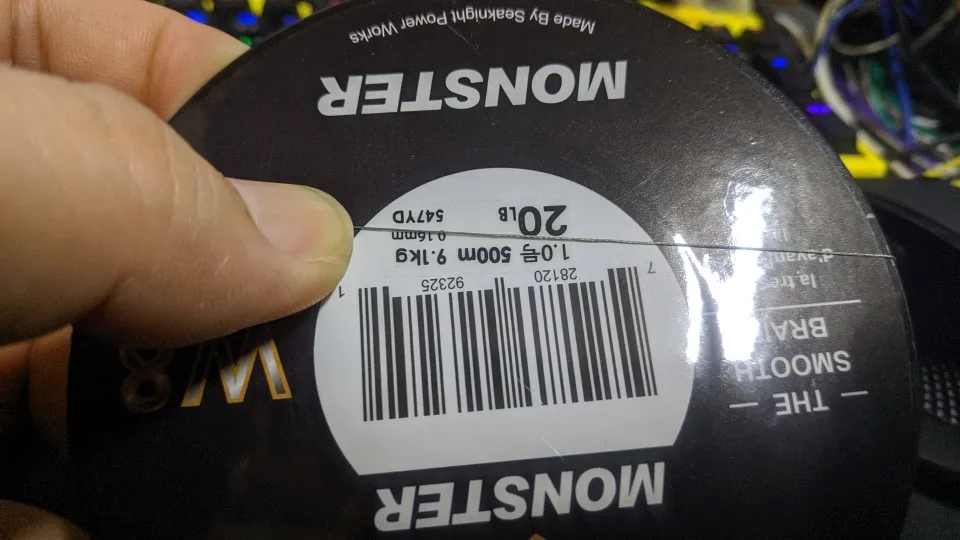 MONSTER
THE
SMOOTH
W8
7 28120 92325 1
1.0号 500m 9.1kg
0.16mm
20LB 547YD
MONSTER
Made By Seaknight Power Works